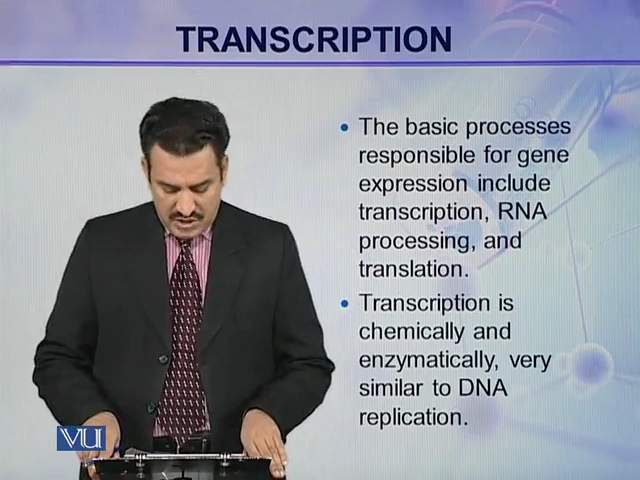 TRANSCRIPTION
• The basic processes
responsible for gene
expression include
transcription, RNA
processing, and
translation.
• Transcription is
chemically and
enzymatically, very
similar to DNA
replication.
VU